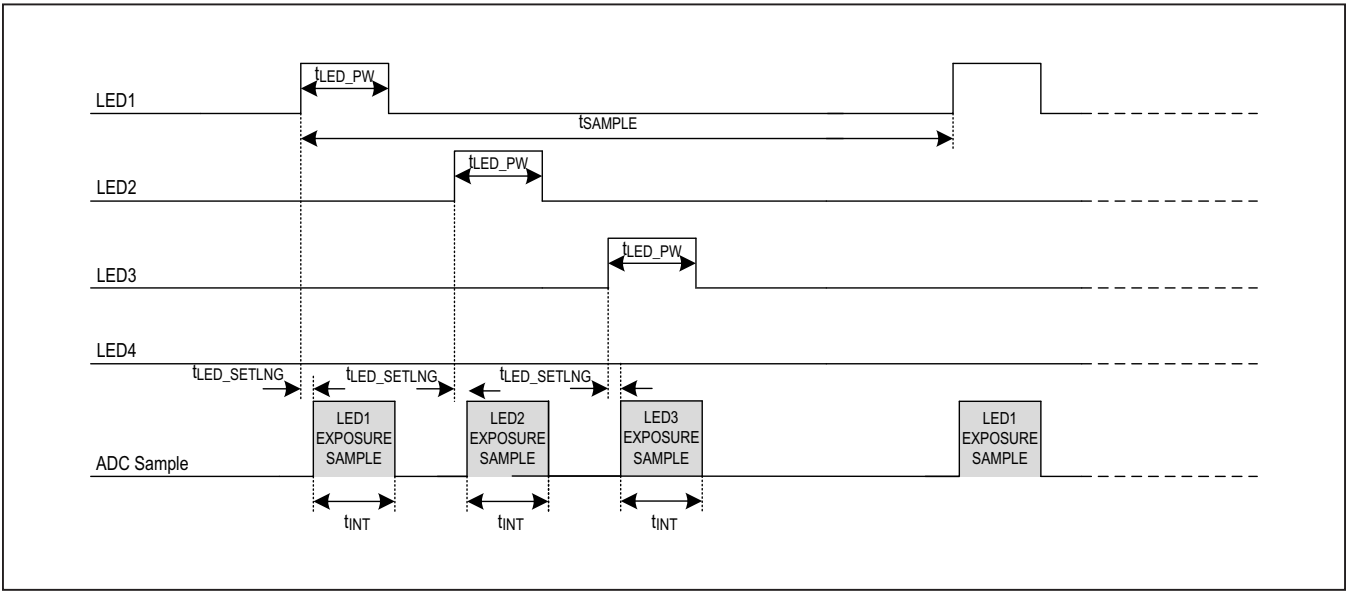 tLED_PW
LED1
tSAMPLE
tLED_PW
LED2
tLED_PW
LED3
LED4
tLED_SETLNG
tLED_SETLNG
tLED_SETLNG
LED1
EXPOSURE
SAMPLE
LED2
EXPOSURE
SAMPLE
LED3
EXPOSURE
SAMPLE
LED1
EXPOSURE
SAMPLE
ADC Sample
tINT
tINT
tINT